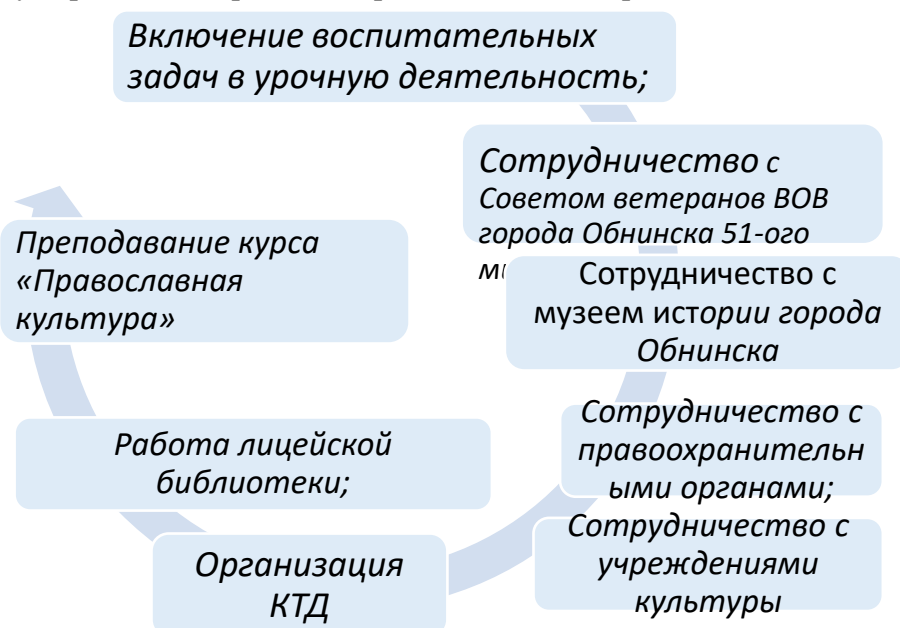 Включение воспитательных
задач в урочную деятельность;
Сотрудничество с
Советом ветеранов ВОВ
города Обнинска 51-ого
Сотрудничество с
музеем истории города
Обнинска
Сотрудничество с
правоохранительн
ыми органами;
Сотрудничество с
учреждениями
культуры
Организация
КТД
Работа лицейской
библиотеки;
Преподавание курса
«Православная
культура»